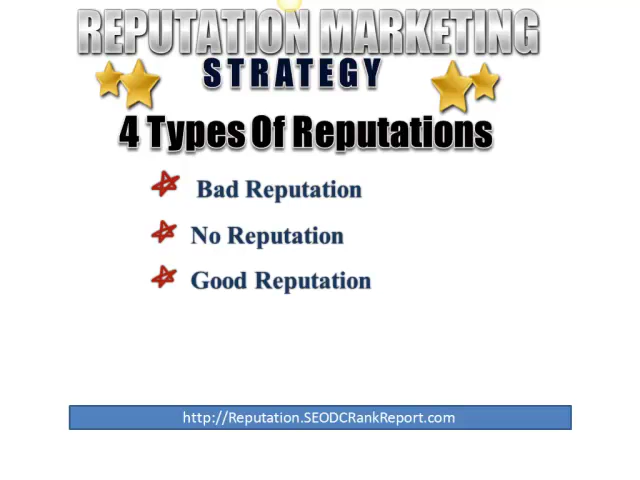 REPUTATION MARKETING
STRATEGY
4 Types Of Reputations
Bad Reputation
No Reputation
Good Reputation
http://Reputation.SEODCRankReport.com